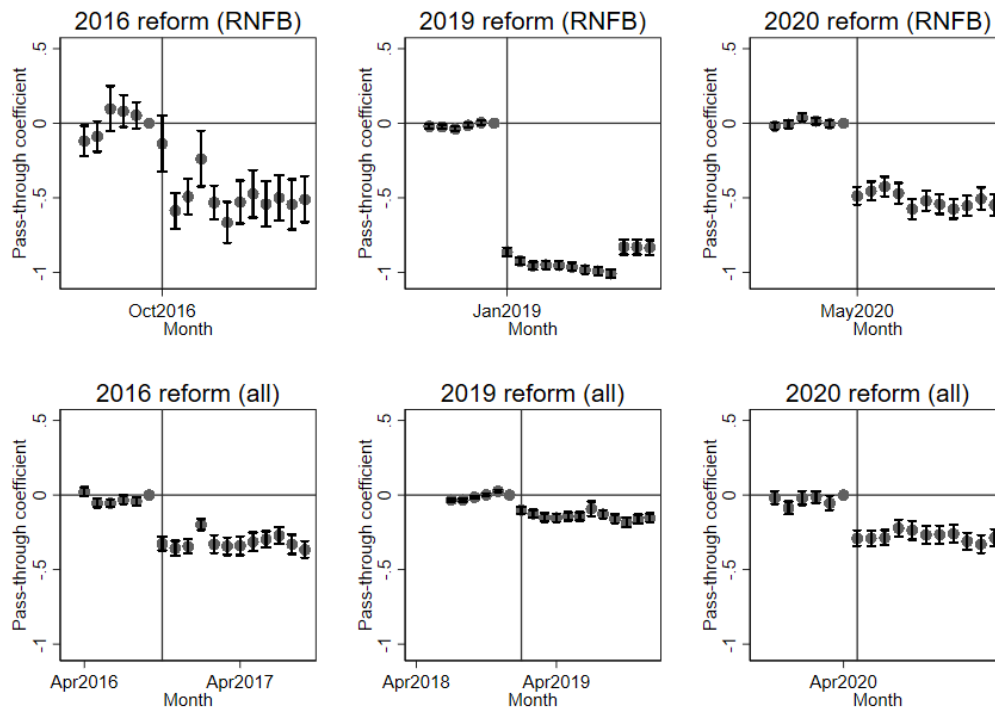 2016 reform (RNFB)
2019 reform (RNFB)
2020 reform (RNFB)
Pass-through coefficient
.5
0
-.5
-1
Oct2016
Month
Pass-through coefficient
.5
0
-.5
-1
Jan2019
Month
Pass-through coefficient
.5
0
-.5
-1
May2020
Month
2016 reform (all)
2019 reform (all)
2020 reform (all)
Pass-through coefficient
.5
0
-.5
-1
Apr2016
Apr2017
Month
Pass-through coefficient
.5
0
-.5
-1
Apr2018
Apr2019
Month
Pass-through coefficient
.5
0
-.5
-1
Apr2020
Month